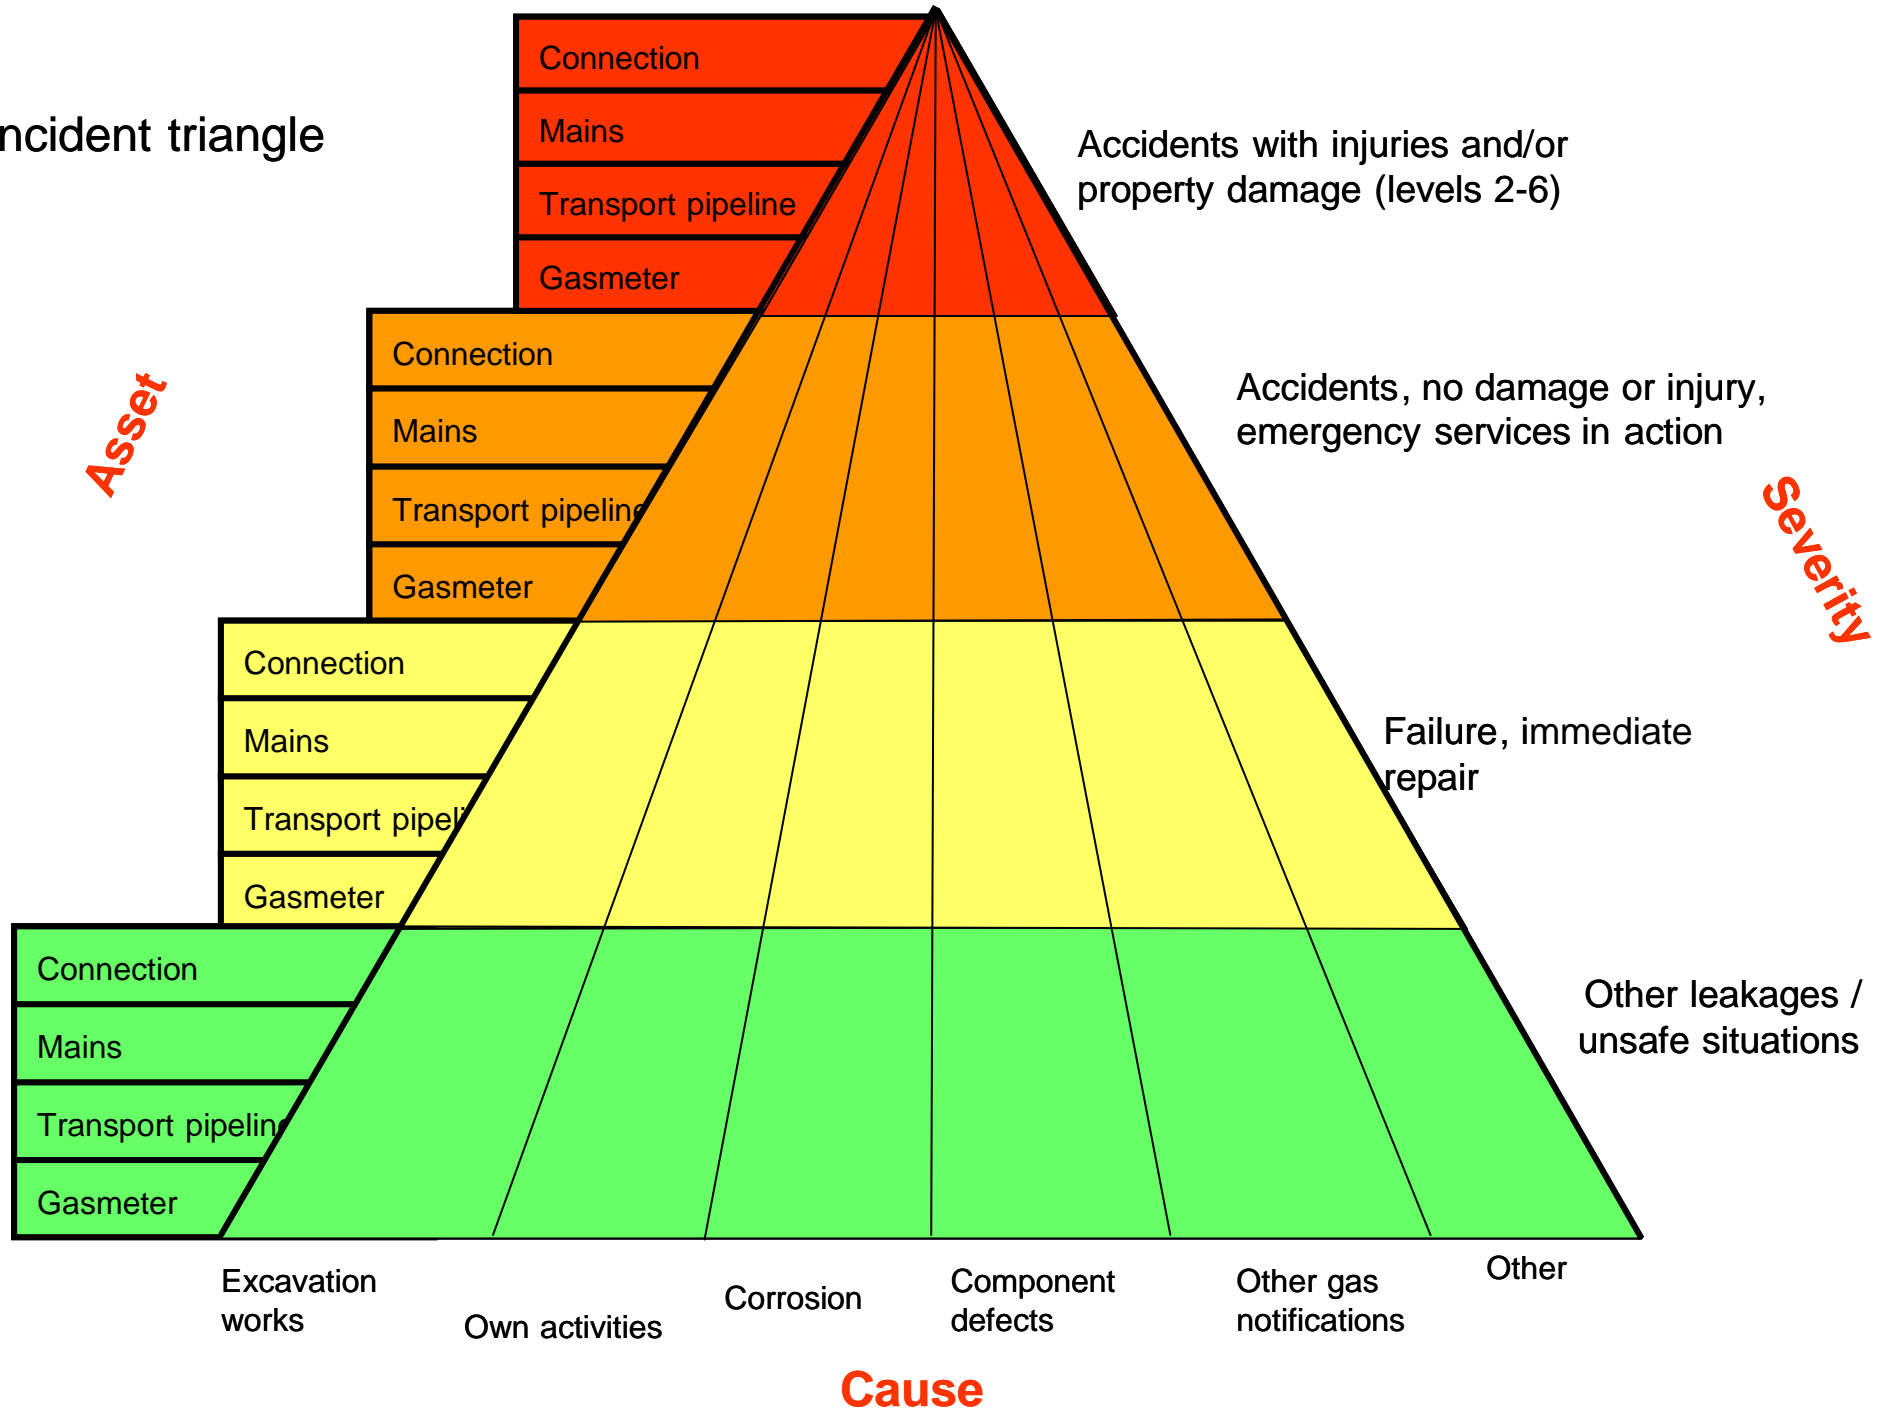 ncident triangle
Connection
Mains
Transport pipeline
Gasmeter
Accidents with injuries and/or
property damage (levels 2-6)
Asset
Connection
Mains
Transport pipeline
Gasmeter
Accidents, no damage or injury,
emergency services in action
Severity
Connection
Mains
Transport pipeli
Gasmeter
Failure, immediate
repair
Connection
Mains
Transport pipelin
Gasmeter
Other leakages /
unsafe situations
Excavation
works
Own activities
Corrosion
Component
defects
Other gas
notifications
Other
Cause